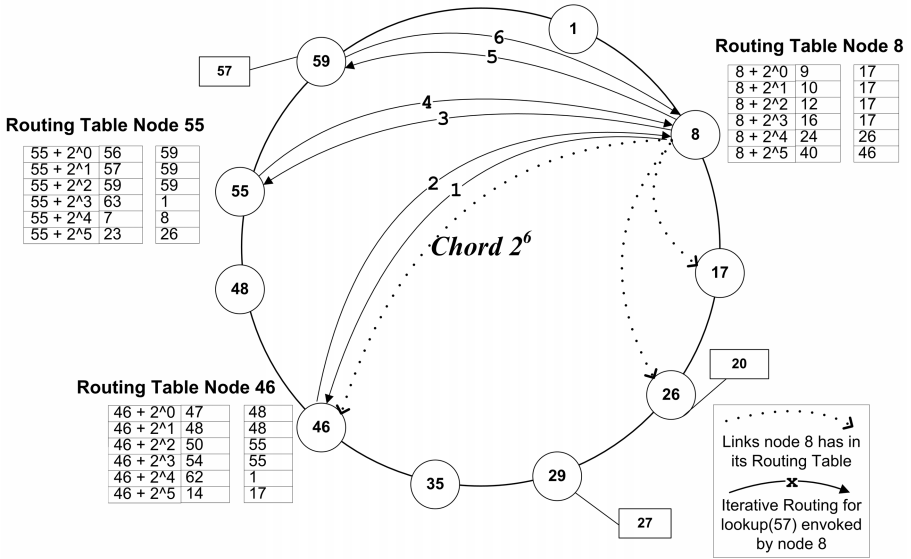 1
6
59
5
57
Routing Table Node 8
8 + 2^0 9 17
8 + 2^1 10 17
8 + 2^2 12 17
8 + 2^3 16 17
8 + 2^4 24 26
8 + 2^5 40 46
8
4
3
Routing Table Node 55
55 + 2^0 56 59
55 + 2^1 57 59
55 + 2^2 59 59
55 + 2^3 63 1
55 + 2^4 7 8
55 + 2^5 23 26
55
2
1
Chord 2^6
17
48
20
26
Routing Table Node 46
46 + 2^0 47 48
46 + 2^1 48 48
46 + 2^2 50 55
46 + 2^3 54 55
46 + 2^4 62 1
46 + 2^5 14 17
46
35
29
27
Links node 8 has in
its Routing Table
x
Iterative Routing for
lookup(57) envoked
by node 8